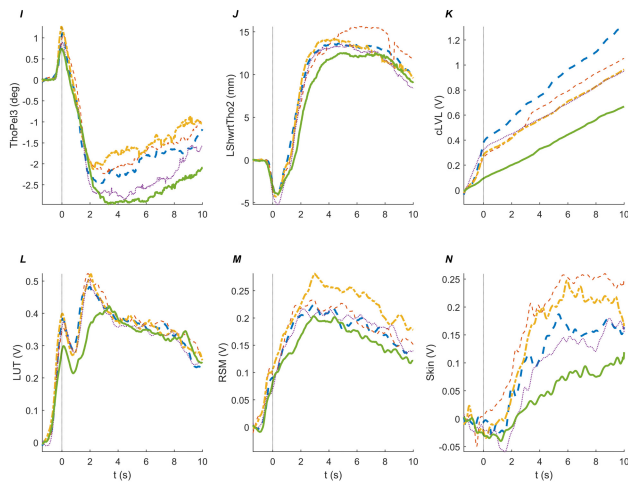 I
J
K
ThoPel3 (deg)
1
0.5
0
-0.5
-1
-1.5
-2
-2.5
0 2 4 6 8 10
LShwrtTho2 (mm)
15
10
5
0
-5
0 2 4 6 8 10
cLVL (V)
1.2
1
0.8
0.6
0.4
0.2
0
0 2 4 6 8 10
L
M
N
LUT (V)
0.5
0.4
0.3
0.2
0.1
0
0 2 4 6 8 10
t (s)
RSM (V)
0.25
0.2
0.15
0.1
0.05
0
0 2 4 6 8 10
t (s)
Skin (V)
0.25
0.2
0.15
0.1
0.05
0
-0.05
0 2 4 6 8 10
t (s)